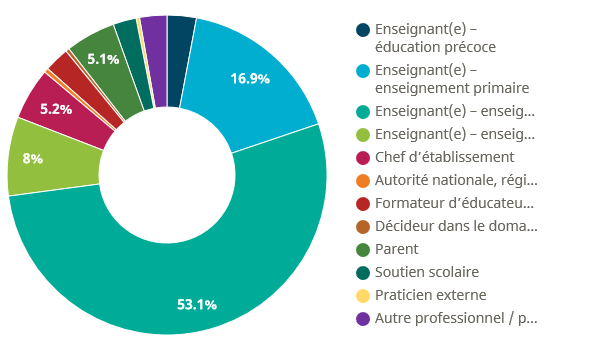 5.1%
16.9%
5.2%
8%
53.1%
Enseignant(e) –
éducation précoce
Enseignant(e) –
enseignement primaire
Enseignant(e) – enseig...
Enseignant(e) – enseig...
Chef d'établissement
Autorité nationale, régi...
Formateur d'éducateu...
Décideur dans le doma...
Parent
Soutien scolaire
Praticien externe
Autre professionnel / p...